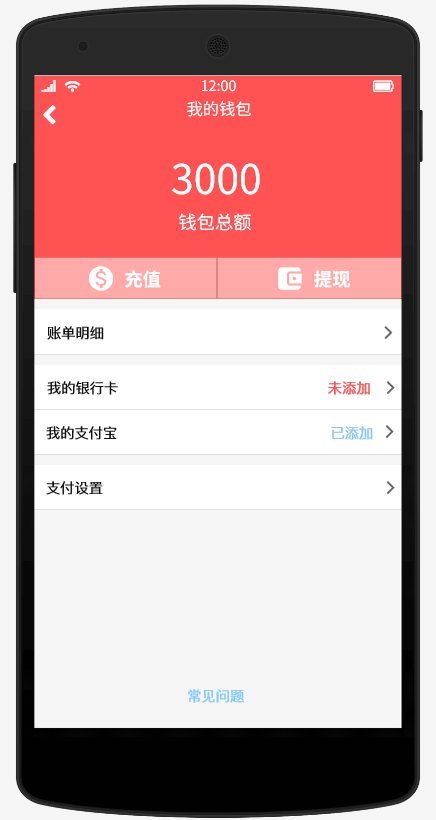 12:00
我的钱包
3000
钱包总额
充值 提现
账单明细
我的银行卡 未添加
我的支付宝 已添加
支付设置
常见问题